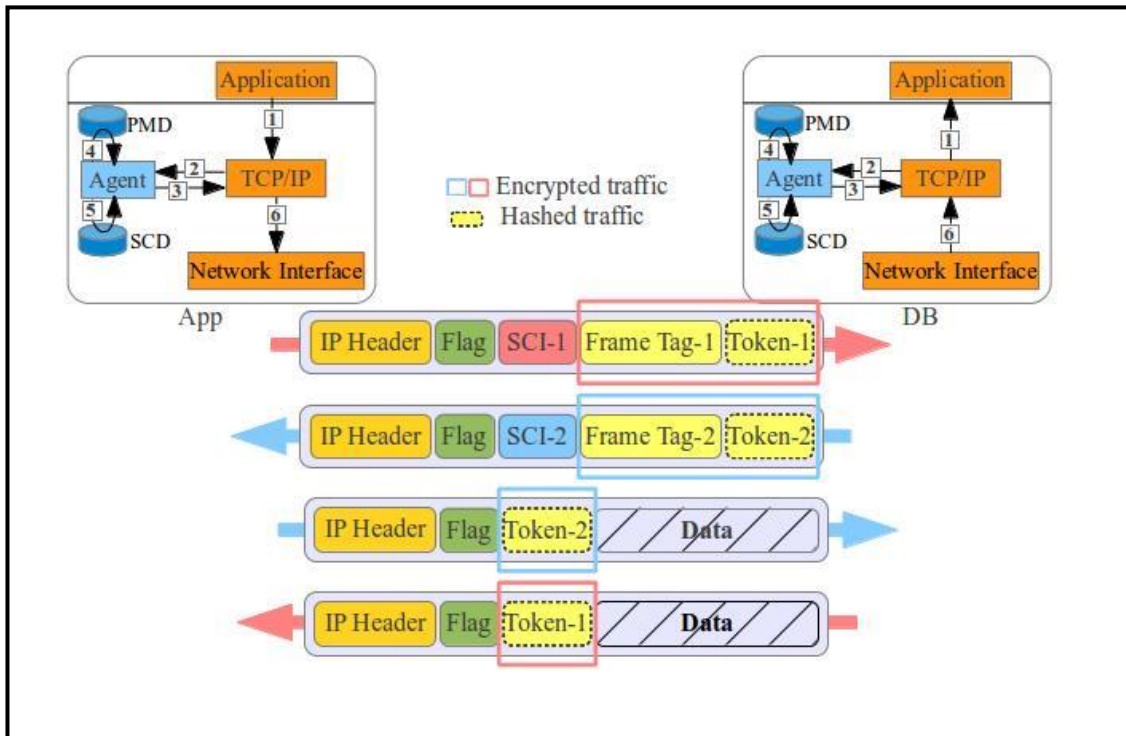 Application
1
PMD
4
Agent
2
3
TCP/IP
5
6
SCD
Network Interface
App
Encrypted traffic
Hashed traffic
Application
1
PMD
4
Agent
2
3
TCP/IP
5
6
SCD
Network Interface
DB
IP Header Flag SCI-1 Frame Tag-1 Token-1
IP Header Flag SCI-2 Frame Tag-2 Token-2
IP Header Flag Token-2 Data
IP Header Flag Token-1 Data